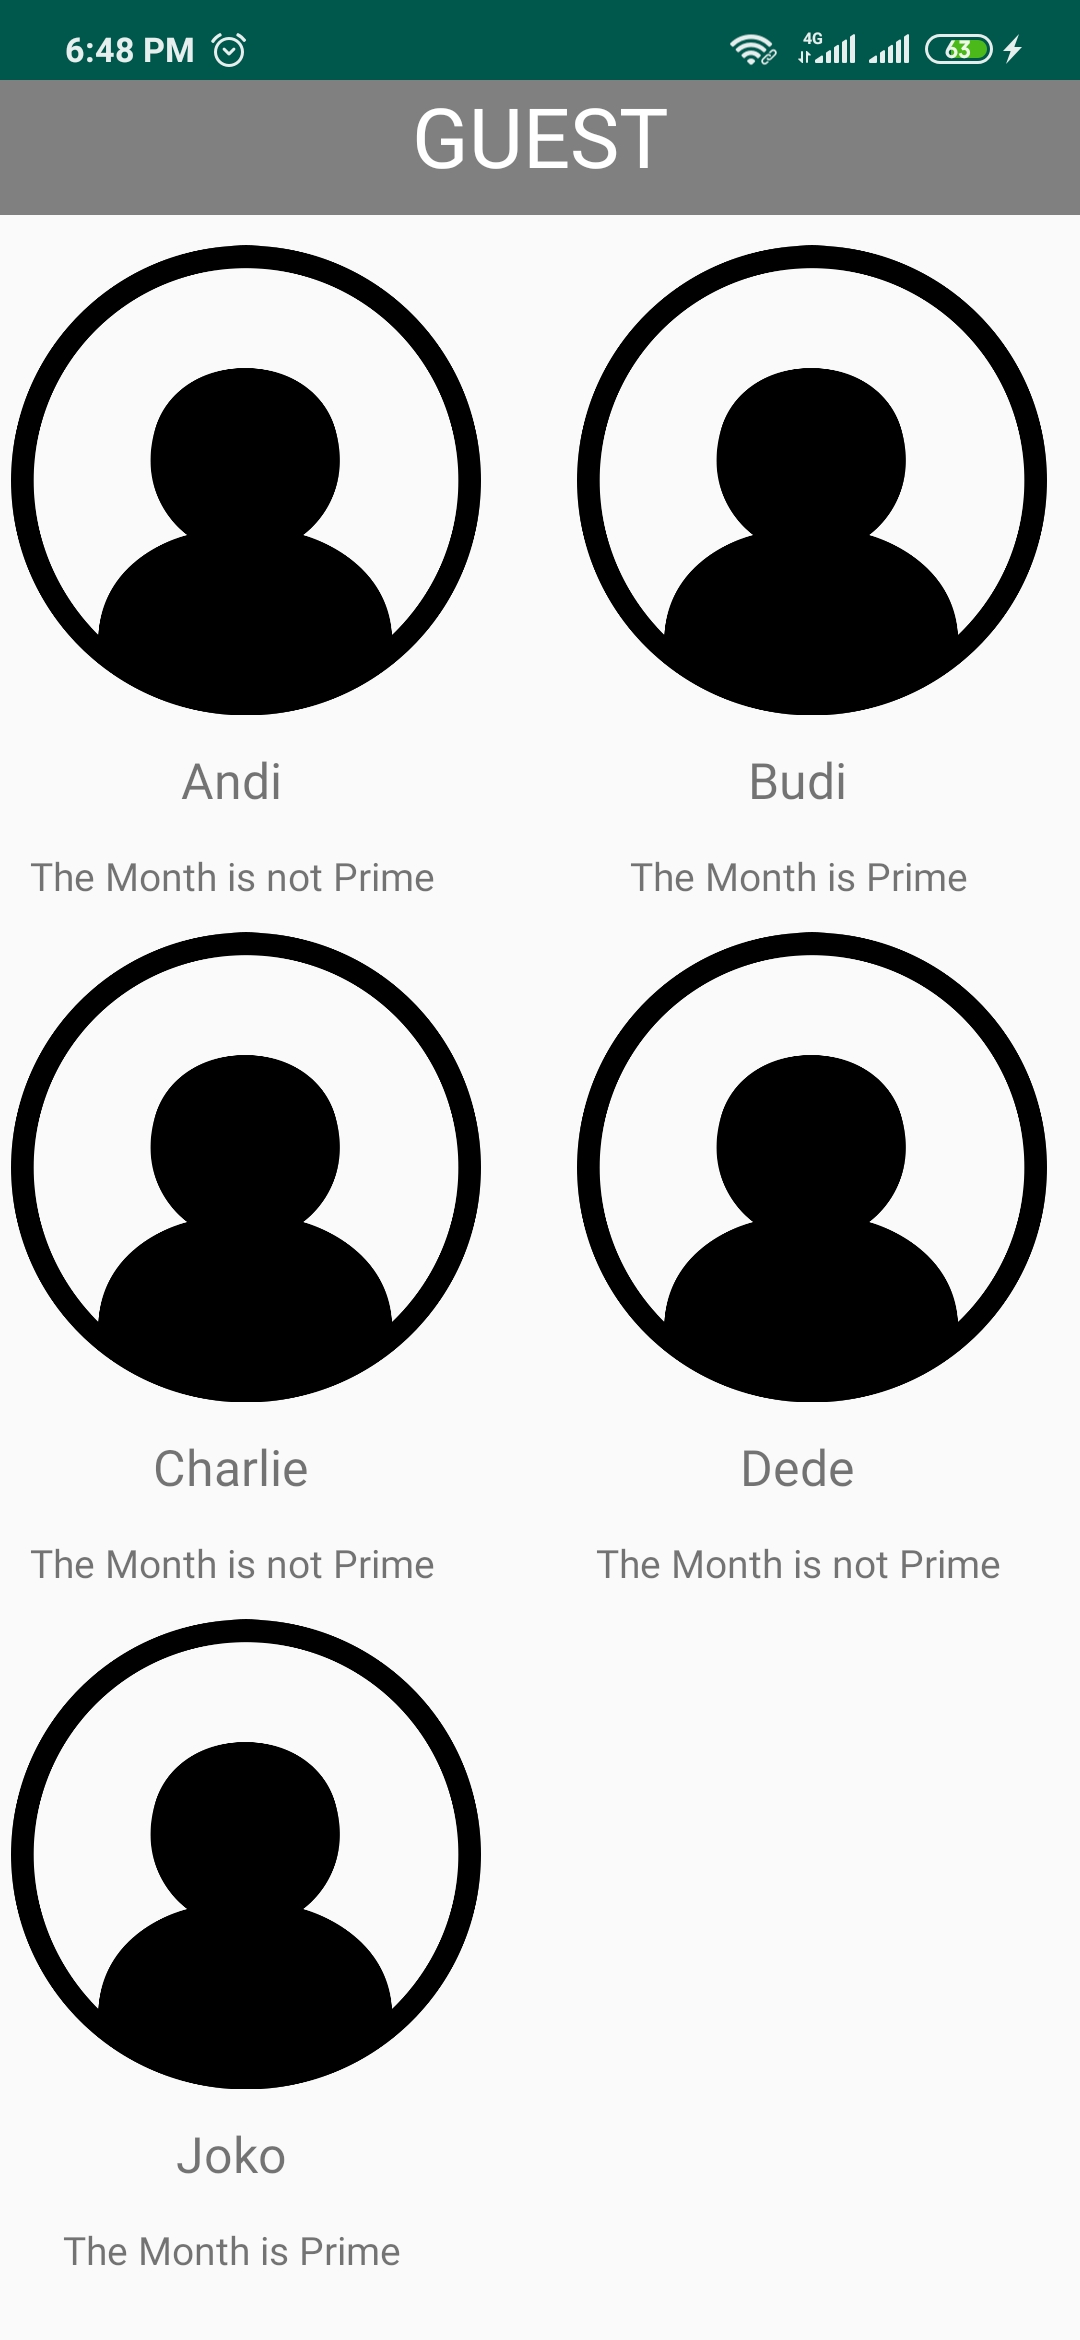 6:48 PM 4G 63
GUEST
Andi
Budi
The Month is not Prime
The Month is Prime
Charlie
Dede
The Month is not Prime
The Month is not Prime
Joko
The Month is Prime